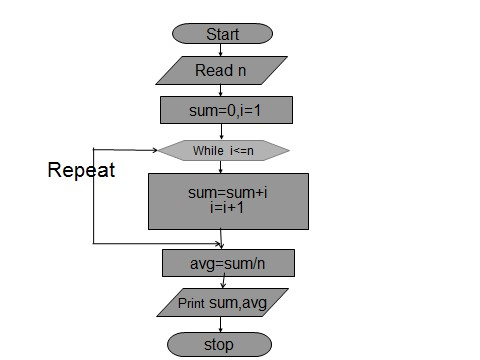 Start
Read n
sum=0,i=1
While i<=n
Repeat
sum=sum+i
i=i+1
avg=sum/n
Print sum,avg
stop